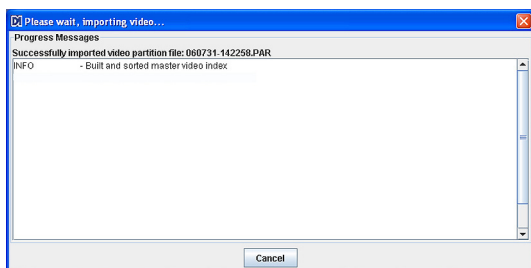 Please wait, importing video...
Progress Messages
Successfully imported video partition file: 060731-142258.PAR
INFO - Built and sorted master video index
Cancel